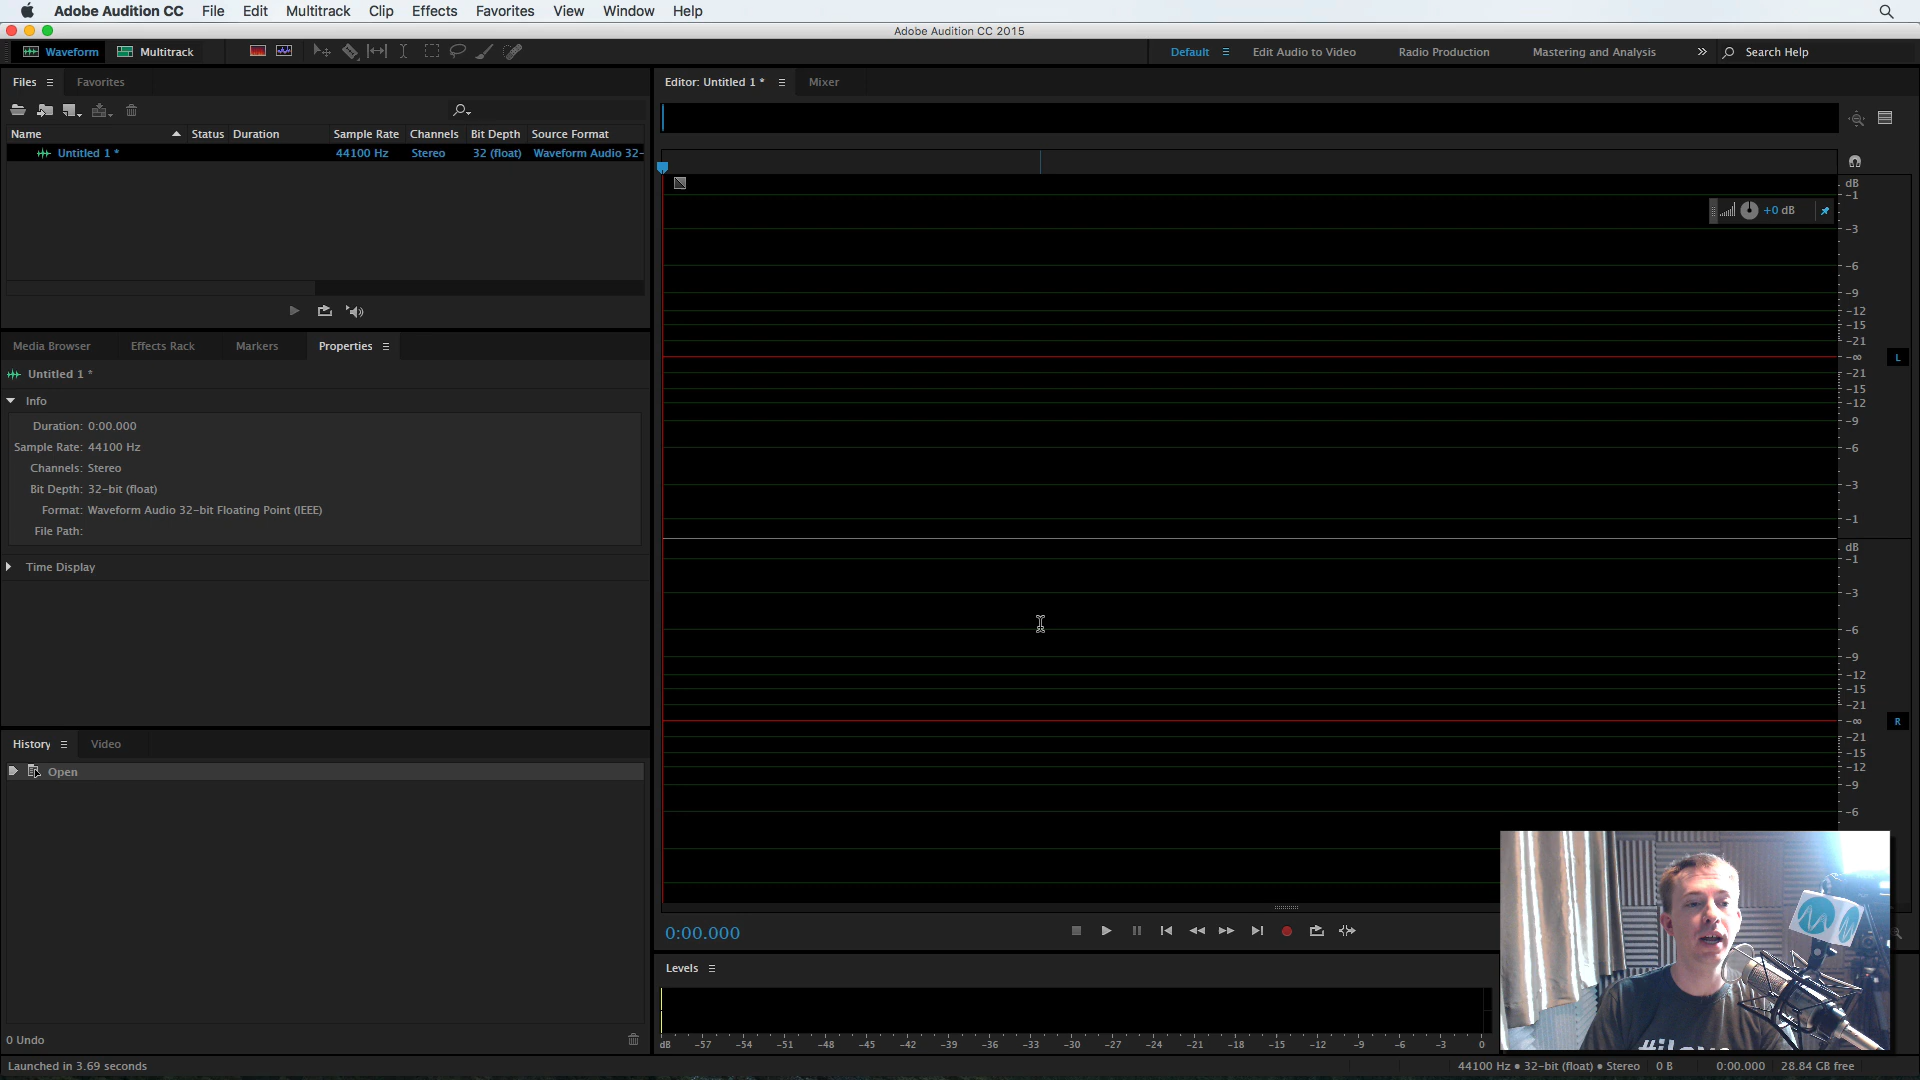 Adobe Audition CC File Edit Multitrack Clip Effects Favorites View Window Help
Adobe Audition CC 2015
Waveform Multitrack Default Edit Audio to Video Radio Production Mastering and Analysis » Search Help
Files Favorites
Editor: Untitled 1 * Mixer
Name Status Duration Sample Rate Channels Bit Depth Source Format
Untitled 1 * 44100 Hz Stereo 32 (float) Waveform Audio 32-
dB
-1
+0 dB
-3
-6
-9
-12
-15
-21
-∞
L
-21
-15
-12
-9
-6
-3
-1
dB
-1
-3
-6
-9
-12
-15
-21
-∞
R
-21
-15
-12
-9
-6
Media Browser Effects Rack Markers Properties
Untitled 1 *
Info
Duration: 0:00.000
Sample Rate: 44100 Hz
Channels: Stereo
Bit Depth: 32-bit (float)
Format: Waveform Audio 32-bit Floating Point (IEEE)
File Path:
Time Display
History Video
Open
0 Undo
0:00.000
Levels
dB -57 -54 -51 -48 -45 -42 -39 -36 -33 -30 -27 -24 -21 -18 -15 -12 -9 -6 -3 0
Launched in 3.69 seconds
44100 Hz • 32-bit (float) • Stereo 0 B 0:00.000 28.84 GB free